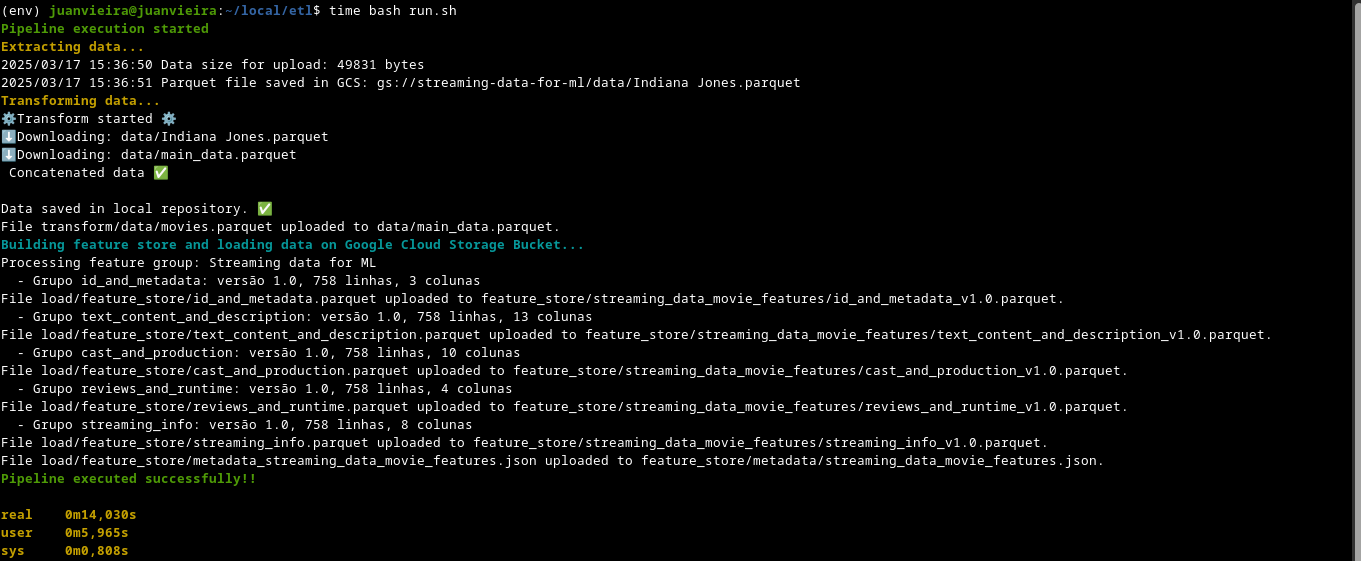 (env) juanvieira@juanvieira:~/local/etl$ time bash run.sh
Pipeline execution started
Extracting data...
2025/03/17 15:36:50 Data size for upload: 49831 bytes
2025/03/17 15:36:51 Parquet file saved in GCS: gs://streaming-data-for-ml/data/Indiana Jones.parquet
Transforming data...
⚙️Transform started ⚙️
⬇️Downloading: data/Indiana Jones.parquet
⬇️Downloading: data/main_data.parquet
Concatenated data ✅
Data saved in local repository. ✅
File transform/data/movies.parquet uploaded to data/main_data.parquet.
Building feature store and loading data on Google Cloud Storage Bucket...
Processing feature group: Streaming data for ML
- Grupo id_and_metadata: versão 1.0, 758 linhas, 3 colunas
File load/feature_store/id_and_metadata.parquet uploaded to feature_store/streaming_data_movie_features/id_and_metadata_v1.0.parquet.
- Grupo text_content_and_description: versão 1.0, 758 linhas, 13 colunas
File load/feature_store/text_content_and_description.parquet uploaded to feature_store/streaming_data_movie_features/text_content_and_description_v1.0.parquet.
- Grupo cast_and_production: versão 1.0, 758 linhas, 10 colunas
File load/feature_store/cast_and_production.parquet uploaded to feature_store/streaming_data_movie_features/cast_and_production_v1.0.parquet.
- Grupo reviews_and_runtime: versão 1.0, 758 linhas, 4 colunas
File load/feature_store/reviews_and_runtime.parquet uploaded to feature_store/streaming_data_movie_features/reviews_and_runtime_v1.0.parquet.
- Grupo streaming_info: versão 1.0, 758 linhas, 8 colunas
File load/feature_store/streaming_info.parquet uploaded to feature_store/streaming_data_movie_features/streaming_info_v1.0.parquet.
File load/feature_store/metadata_streaming_data_movie_features.json uploaded to feature_store/metadata/streaming_data_movie_features.json.
Pipeline executed successfully!!
real 0m14,030s
user 0m5,965s
sys 0m0,808s